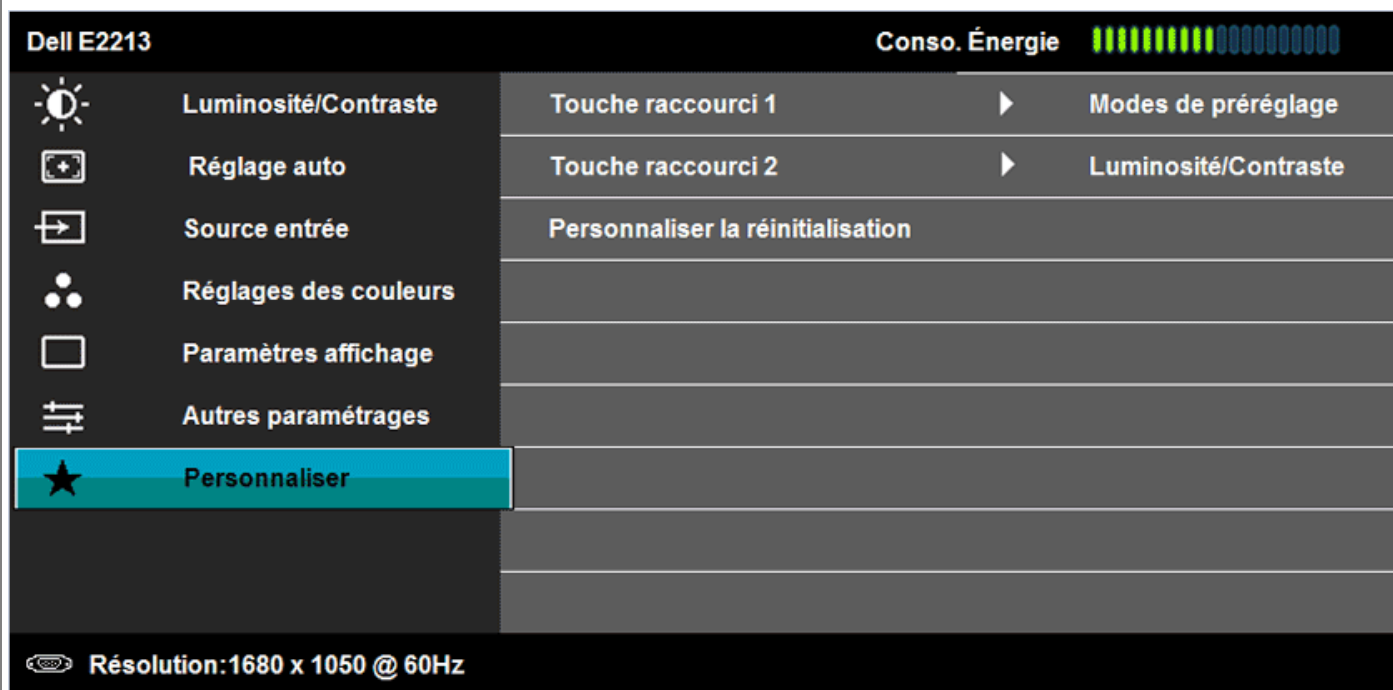 Dell E2213 Conso. Énergie
Luminosité/Contraste Touche raccourci 1 Modes de préréglage
Réglage auto Touche raccourci 2 Luminosité/Contraste
Source entrée Personnaliser la réinitialisation
Réglages des couleurs
Paramètres affichage
Autres paramétrages
Personnaliser
Résolution:1680 x 1050 @ 60Hz